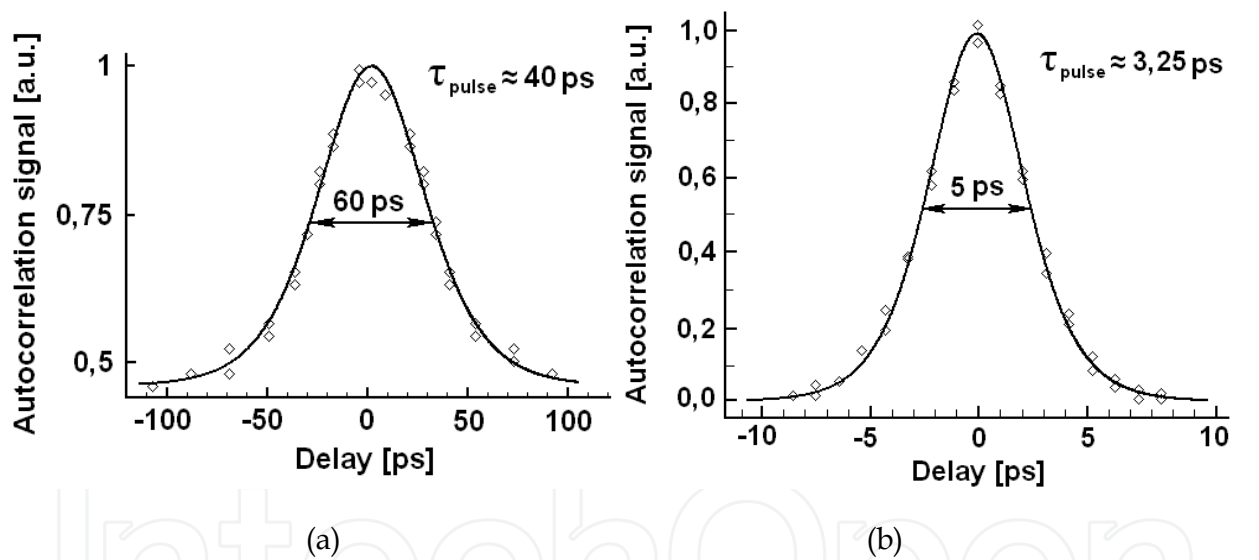 Autocorrelation signal [a.u.]
1
0,75
0,5
τpulse ≈ 40 ps
60 ps
-100 -50 0 50 100
Delay [ps]
(a)
Autocorrelation signal [a.u.]
1,0
0,8
0,6
0,4
0,2
0,0
τpulse ≈ 3,25 ps
5 ps
-10 -5 0 5 10
Delay [ps]
(b)
IntechOpen